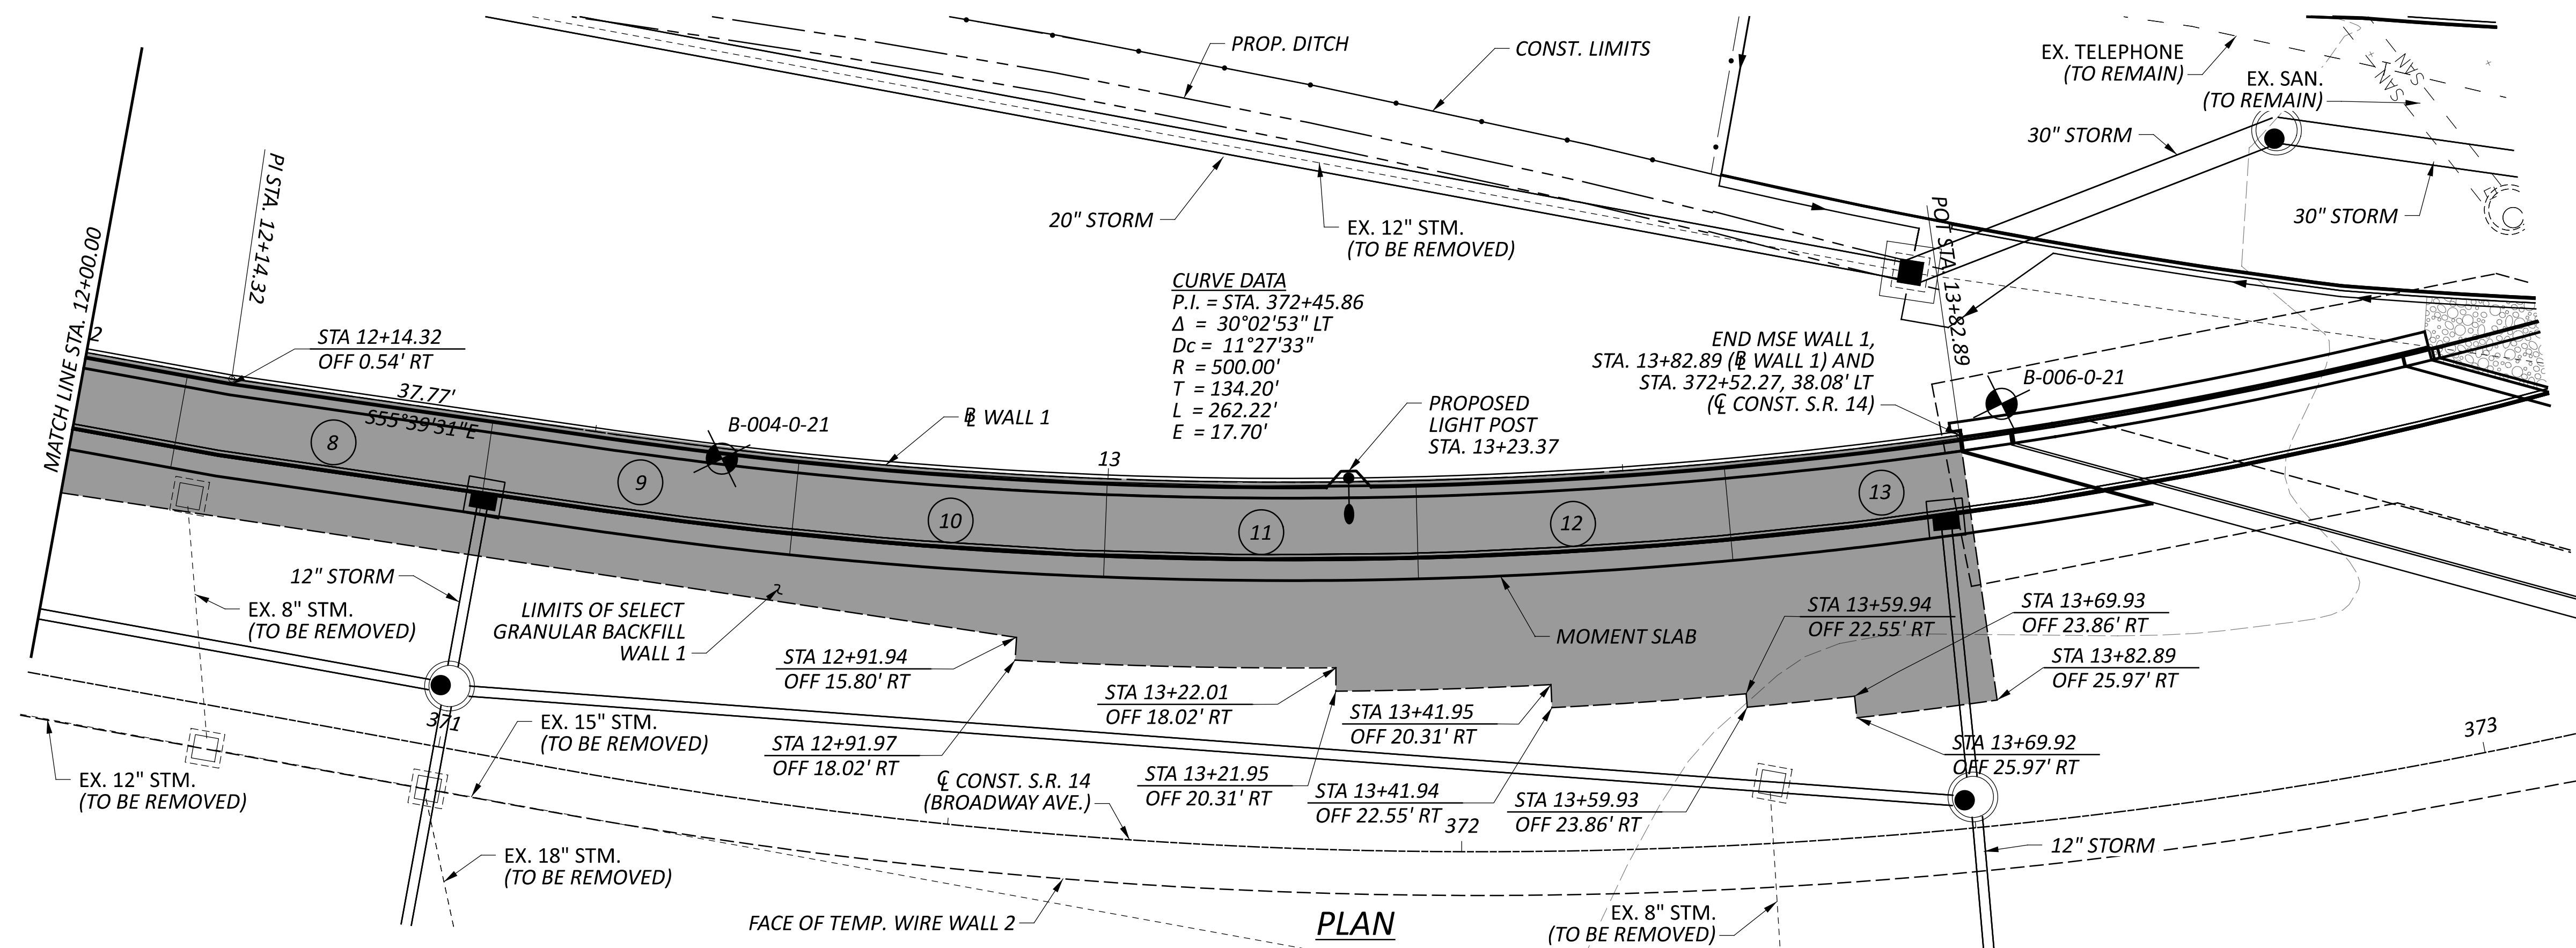 PROP. DITCH
CONST. LIMITS
EX. TELEPHONE
(TO REMAIN)
EX. SAN.
(TO REMAIN)
SAN
SAN
30" STORM
30" STORM
20" STORM
EX. 12" STM.
(TO BE REMOVED)
MATCH LINE STA. 12+00.00
2
PI STA. 12+14.32
STA 12+14.32
OFF 0.54' RT
37.77'
S55°39'31"E
B-004-0-21
℄ WALL 1
CURVE DATA
P.I. = STA. 372+45.86
Δ = 30°02'53" LT
Dc = 11°27'33"
R = 500.00'
T = 134.20'
L = 262.22'
E = 17.70'
PROPOSED
LIGHT POST
STA. 13+23.37
POT STA. 13+82.89
END MSE WALL 1,
STA. 13+82.89 (℄ WALL 1) AND
STA. 372+52.27, 38.08' LT
(℄ CONST. S.R. 14)
B-006-0-21
13
8
9
10
11
12
13
12" STORM
EX. 8" STM.
(TO BE REMOVED)
LIMITS OF SELECT
GRANULAR BACKFILL
WALL 1
MOMENT SLAB
STA 12+91.94
OFF 15.80' RT
STA 12+91.97
OFF 18.02' RT
STA 13+22.01
OFF 18.02' RT
STA 13+21.95
OFF 20.31' RT
STA 13+41.95
OFF 20.31' RT
STA 13+41.94
OFF 22.55' RT
STA 13+59.94
OFF 22.55' RT
STA 13+59.93
OFF 23.86' RT
STA 13+69.93
OFF 23.86' RT
STA 13+82.89
OFF 25.97' RT
STA 13+69.92
OFF 25.97' RT
371
EX. 15" STM.
(TO BE REMOVED)
EX. 12" STM.
(TO BE REMOVED)
℄ CONST. S.R. 14
(BROADWAY AVE.)
372
373
EX. 18" STM.
(TO BE REMOVED)
FACE OF TEMP. WIRE WALL 2
PLAN
EX. 8" STM.
(TO BE REMOVED)
12" STORM